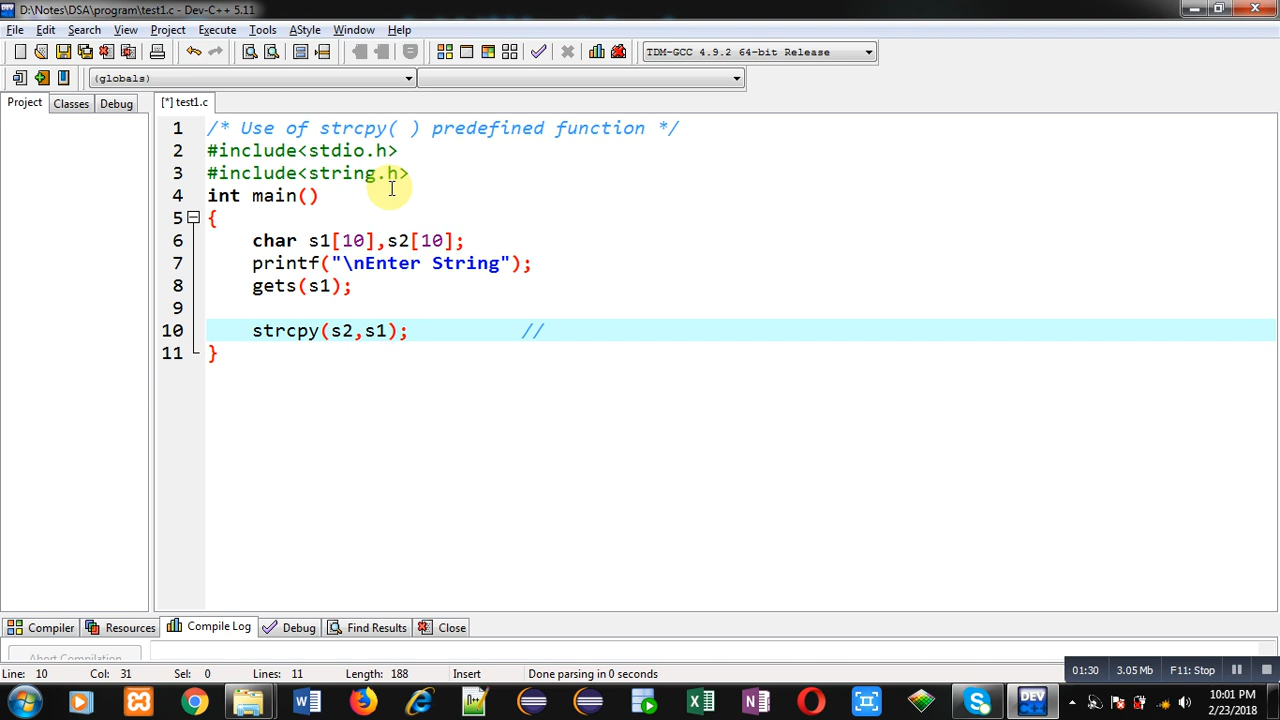 D:\Notes\DSA\program\test1.c - Dev-C++ 5.11
File Edit Search View Project Execute Tools AStyle Window Help
TDM-GCC 4.9.2 64-bit Release
(globals)
Project Classes Debug [*] test1.c
1 /* Use of strcpy( ) predefined function */
2 #include<stdio.h>
3 #include<string.h>
4 int main()
5 {
6 char s1[10],s2[10];
7 printf("\nEnter String");
8 gets(s1);
9
10 strcpy(s2,s1); //
11 }
Compiler Resources Compile Log Debug Find Results Close
Abort Compilation
Line: 10 Col: 31 Sel: 0 Lines: 11 Length: 188 Insert Done parsing in 0 seconds
01:30 3.05 Mb F11: Stop
DEV
10:01 PM
2/23/2018